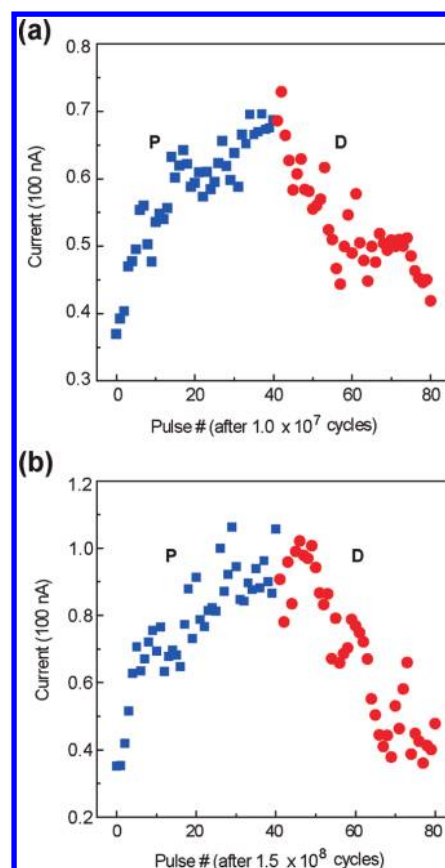 (a)
0.8
0.7
0.6
0.5
0.4
0.3
Current (100 nA)
P
D
0 20 40 60 80
Pulse # (after 1.0 x 10⁷ cycles)
(b)
1.2
1.0
0.8
0.6
0.4
0.2
Current (100 nA)
P
D
0 20 40 60 80
Pulse # (after 1.5 x 10⁸ cycles)